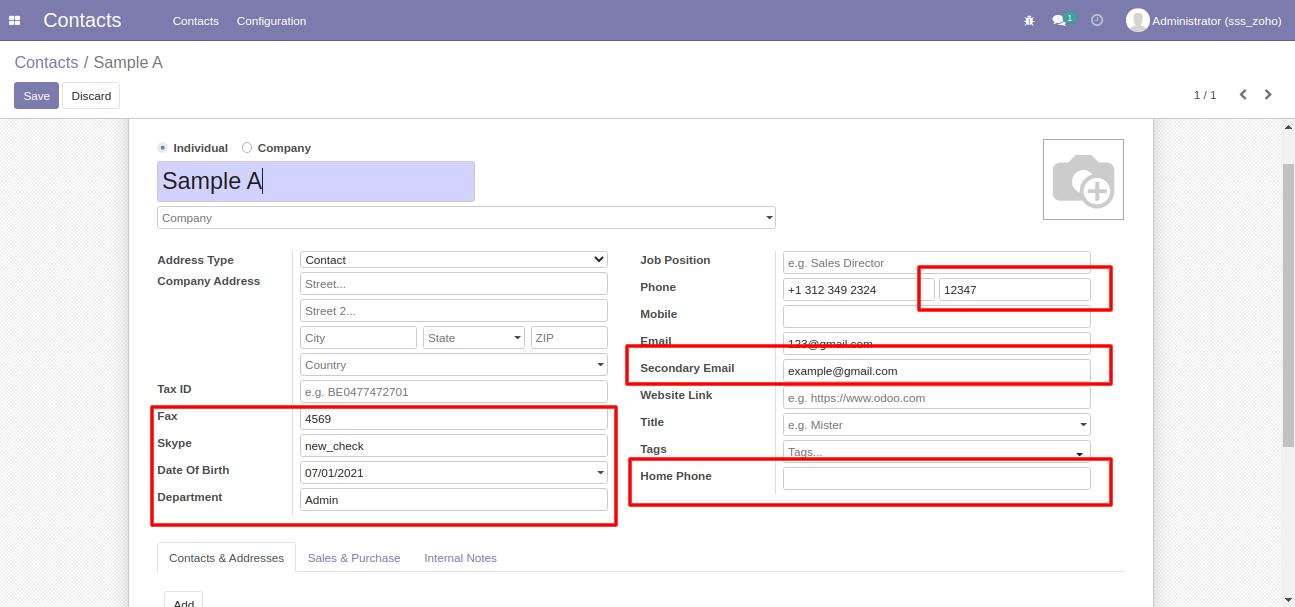 Contacts Contacts Configuration 1 Administrator (sss_zoho)
Contacts / Sample A
Save Discard 1 / 1
Individual Company
Sample A
Company
Address Type Contact
Company Address Street...
Street 2...
City State ZIP
Country
Tax ID e.g. BE0477472701
Fax 4569
Skype new_check
Date Of Birth 07/01/2021
Department Admin
Job Position e.g. Sales Director
Phone +1 312 349 2324 12347
Mobile
Email 123@gmail.com
Secondary Email example@gmail.com
Website Link e.g. https://www.odoo.com
Title e.g. Mister
Tags Tags...
Home Phone
Contacts & Addresses Sales & Purchase Internal Notes
Add